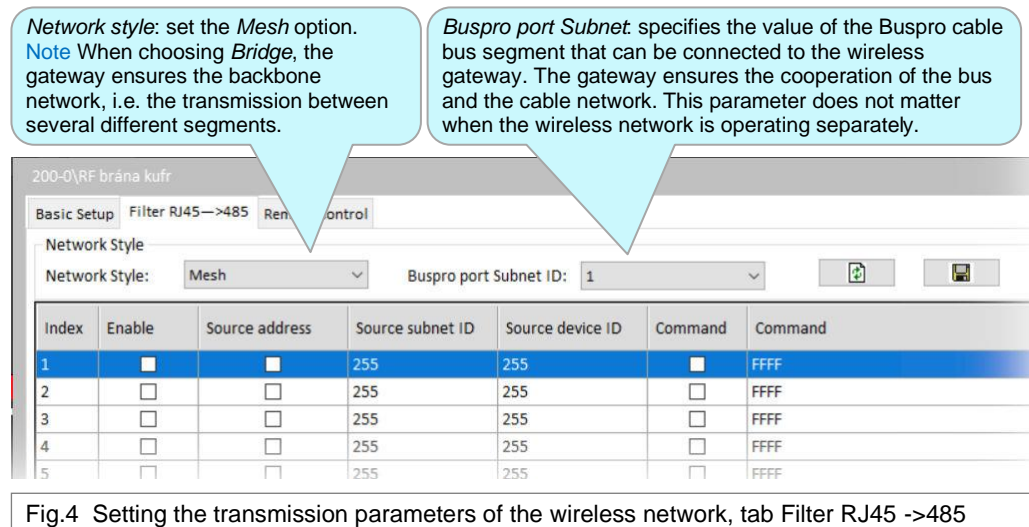 Network style: set the Mesh option.
Note When choosing Bridge, the
gateway ensures the backbone
network, i.e. the transmission between
several different segments.
Buspro port Subnet: specifies the value of the Buspro cable
bus segment that can be connected to the wireless
gateway. The gateway ensures the cooperation of the bus
and the cable network. This parameter does not matter
when the wireless network is operating separately.
200-0\RF brána kufr
Basic Setup Filter RJ45—>485
Network Style
Network Style: Mesh Buspro port Subnet ID: 1
Index Enable Source address Source subnet ID Source device ID Command Command
1 255 255 FFFF
2 255 255 FFFF
3 255 255 FFFF
4 255 255 FFFF
5 255 255 FFFF
Fig.4 Setting the transmission parameters of the wireless network, tab Filter RJ45 ->485